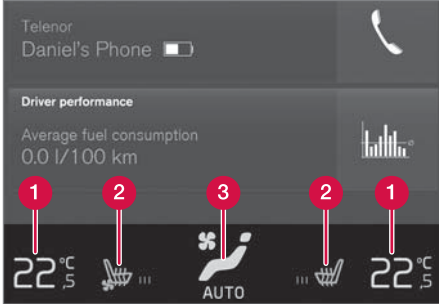 Telenor
Daniel's Phone
Driver performance
Average fuel consumption
0.0 l/100 km
1 2 3 2 1
22°c,5 AUTO 22°c,5